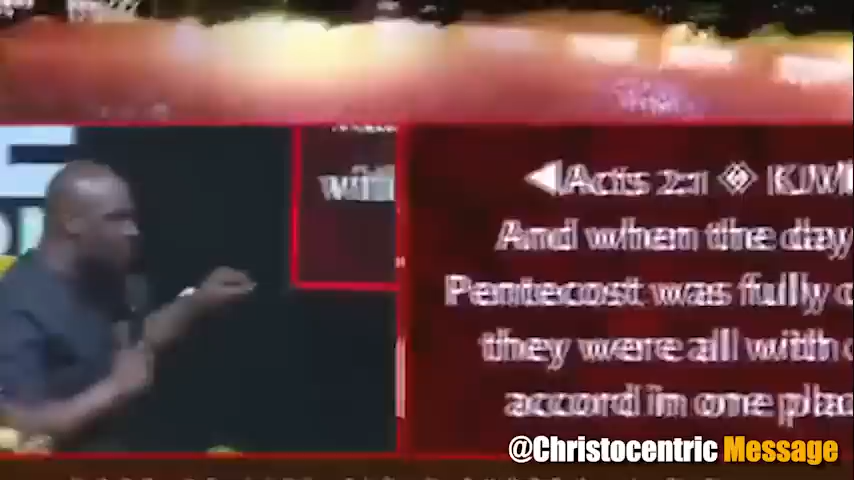 with
◀Acts 2:1 ◈ KJV
And when the day
Pentecost was fully
they were all with
accord in one
@Christocentric Message